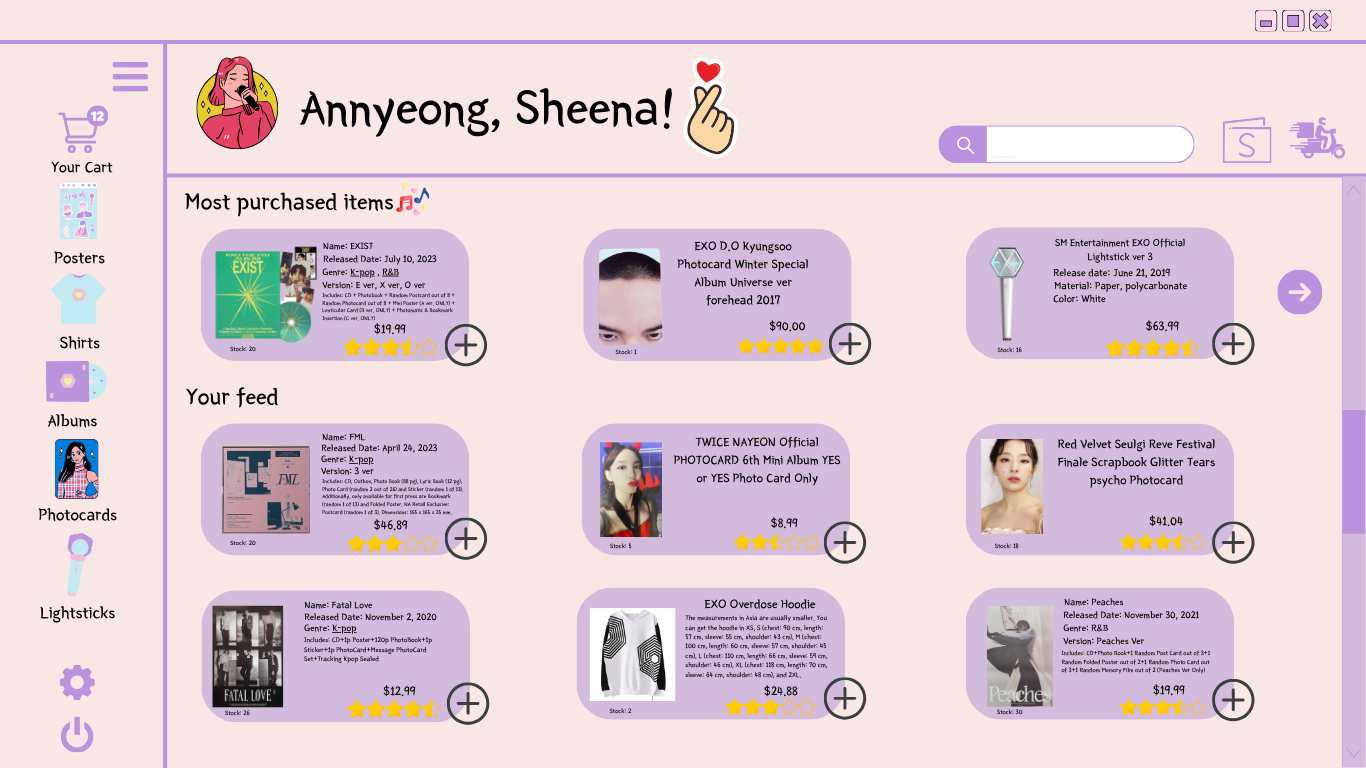 12
Your Cart
Posters
Shirts
Albums
Photocards
Lightsticks
Annyeong, Sheena!
S
Most purchased items
EXO THE 7TH
ALBUM
EXIST
Name: EXIST
Released Date: July 10, 2023
Genre: K-pop , R&B
Version: E ver, X ver, O ver
Includes: CD + Photobook + Random Postcard out of 8 +
Random Photocard out of 8 + Mini Poster (A ver, ONLY) +
Lenticular Card (B ver, ONLY) + Photomatic & Bookmark
Insertion (C ver, ONLY)
$19,99
Stock: 20
EXO D.O Kyungsoo
Photocard Winter Special
Album Universe ver
forehead 2017
$90.00
Stock: 1
SM Entertainment EXO Official
Lightstick ver 3
Release date: June 21, 2019
Material: Paper, polycarbonate
Color: White
$63,99
Stock: 16
Your feed
FML
Name: FML
Released Date: April 24, 2023
Genre: K-pop
Version: 3 ver
Includes: CD, Outbox, Photo Book (88 pg), Lyric Book (12 pg),
Photo Card (random 2 out of 26) and Sticker (random 1 of 13).
Additionally, only available for first press are Bookmark
(random 1 of 13) and Folded Poster. NA Retail Exclusive:
Postcard (random 1 of 3). Dimensions: 165 x 165 x 25 mm.
$46.89
Stock: 20
TWICE NAYEON Official
PHOTOCARD 6th Mini Album YES
or YES Photo Card Only
$8,99
Stock: 5
Red Velvet Seulgi Reve Festival
Finale Scrapbook Glitter Tears
psycho Photocard
$41,04
Stock: 18
FATAL LOVE
Name: Fatal Love
Released Date: November 2, 2020
Genre: K-pop
Includes: CD+1p Poster+120p PhotoBook+1p
Sticker+1p PhotoCard+Message PhotoCard
Set+Tracking Kpop Sealed
$12,99
Stock: 26
EXO Overdose Hoodie
The measurements in Asia are usually smaller, You
can get the hoodie in XS, S (chest: 90 cm, length:
57 cm, sleeve: 55 cm, shoulder: 43 cm), M (chest:
100 cm, length: 60 cm, sleeve: 57 cm, shoulder: 45
cm), L (chest: 110 cm, length: 66 cm, sleeve: 59 cm,
shoulder: 46 cm), XL (chest: 118 cm, length: 70 cm,
sleeve: 64 cm, shoulder: 48 cm), and 2XL,
$24,88
Stock: 2
Peaches
Name: Peaches
Released Date: November 30, 2021
Genre: R&B
Version: Peaches Ver
Includes: CD+Photo Book+1 Random Post Card out of 3+1
Random Folded Poster out of 2+1 Random Photo Card out
of 3+1 Random Memory Film out of 2 (Peaches Ver Only)
$19,99
Stock: 30